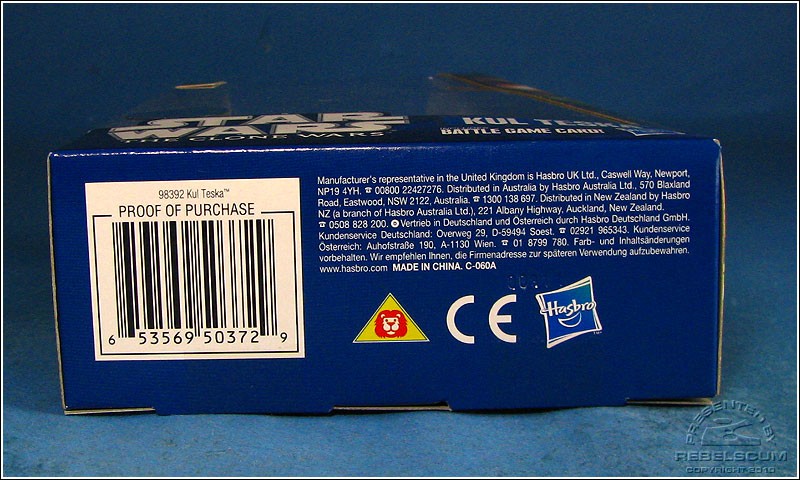 STAR
WARS
THE CLONE WARS
KUL TESKA
BATTLE GAME CARD!
98392 Kul Teska™
PROOF OF PURCHASE
6 53569 50372 9
Manufacturer's representative in the United Kingdom is Hasbro UK Ltd., Caswell Way, Newport,
NP19 4YH. ☎ 00800 22427276. Distributed in Australia by Hasbro Australia Ltd., 570 Blaxland
Road, Eastwood, NSW 2122, Australia. ☎ 1300 138 697. Distributed in New Zealand by Hasbro
NZ (a branch of Hasbro Australia Ltd.), 221 Albany Highway, Auckland, New Zealand.
☎ 0508 828 200. Vertrieb in Deutschland und Österreich durch Hasbro Deutschland GmbH.
Kundenservice Deutschland: Overweg 29, D-59494 Soest. ☎ 02921 965343. Kundenservice
Österreich: Auhofstraße 190, A-1130 Wien. ☎ 01 8799 780. Farb- und Inhaltsänderungen
vorbehalten. Wir empfehlen Ihnen, die Firmenadresse zur späteren Verwendung aufzubewahren.
www.hasbro.com MADE IN CHINA. C-060A
CE
Hasbro
PRESENTED BY
REBELSCUM
COPYRIGHT 2010